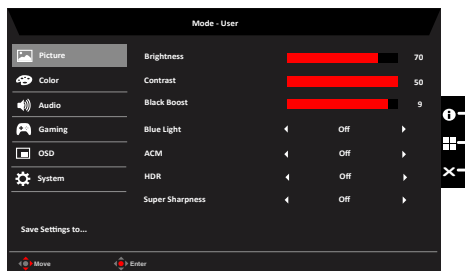 Mode - User
Picture
Brightness 70
Color
Contrast 50
Audio
Black Boost 9
Gaming
Blue Light Off
OSD
ACM Off
System
HDR Off
Super Sharpness Off
Save Settings to...
Move Enter